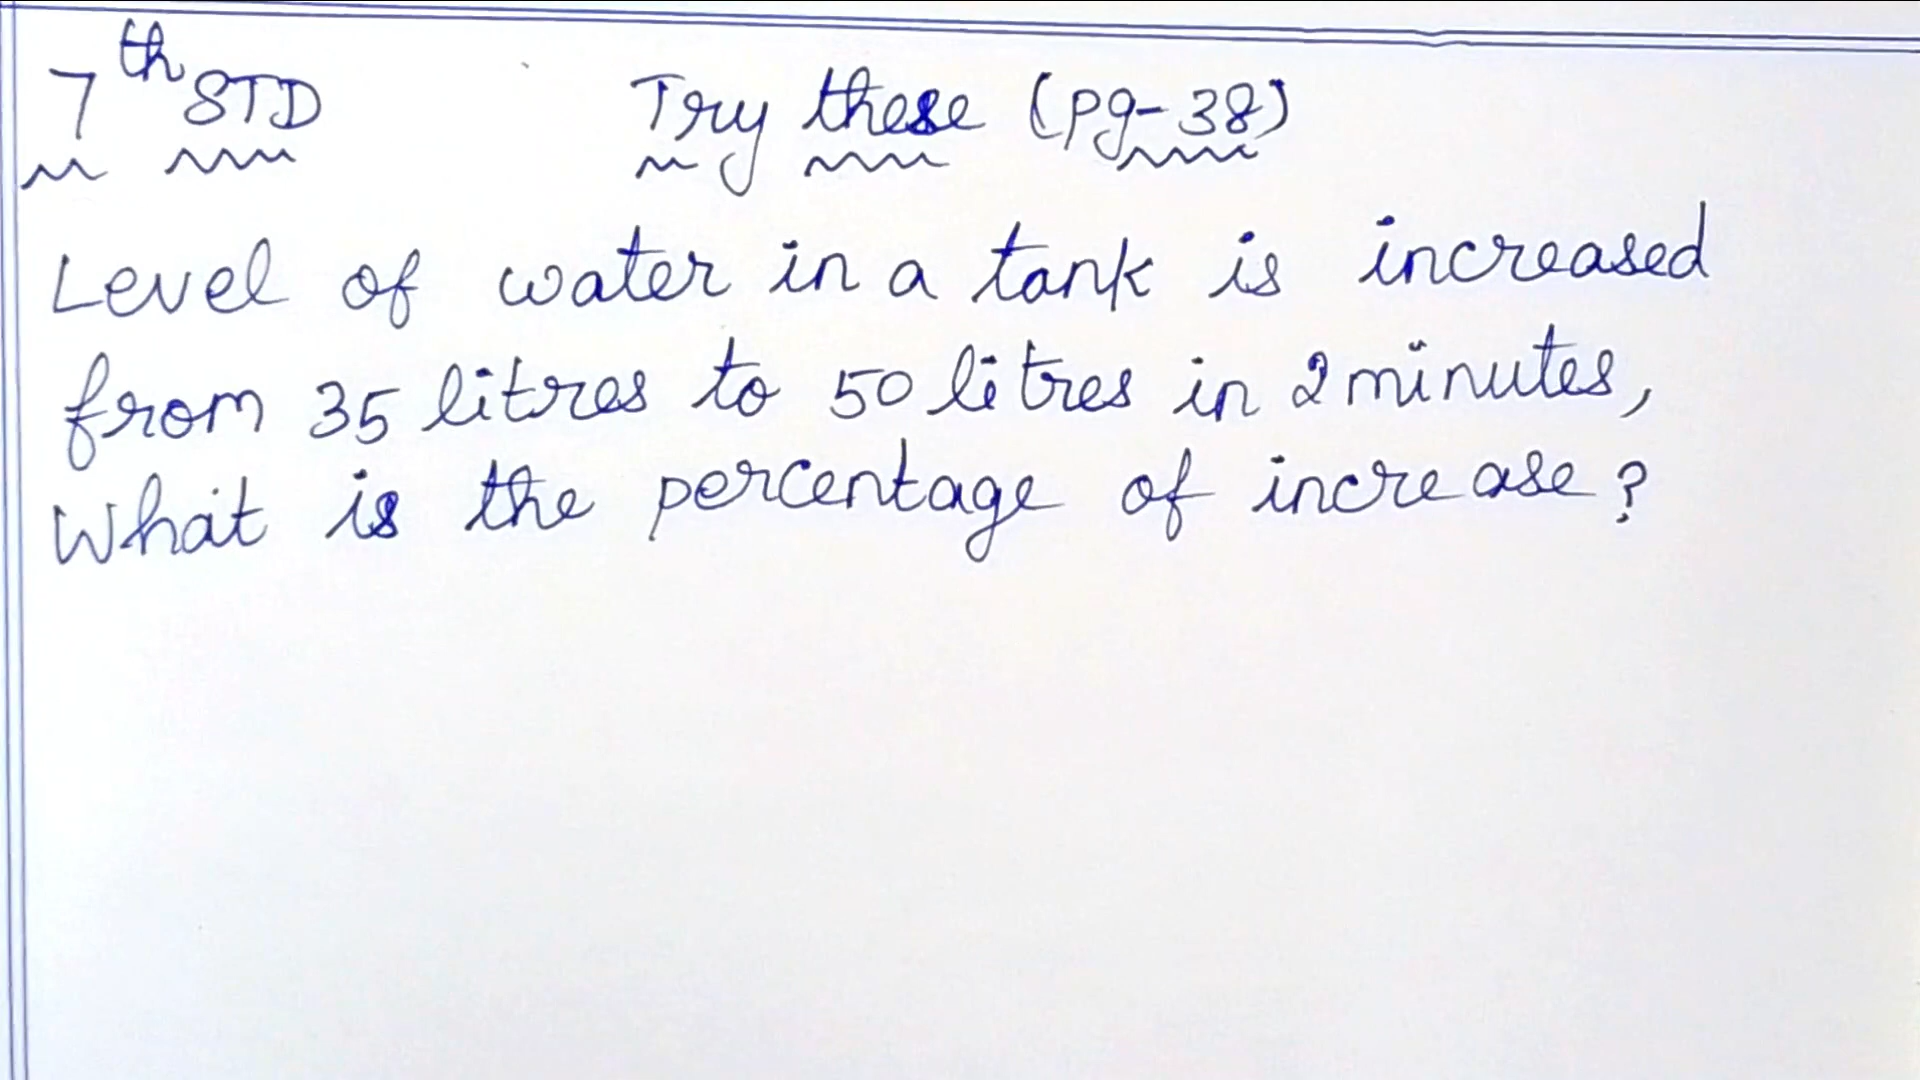 7th STD Try these (pg-38)
Level of water in a tank is increased
from 35 litres to 50 litres in 2 minutes,
What is the percentage of increase?